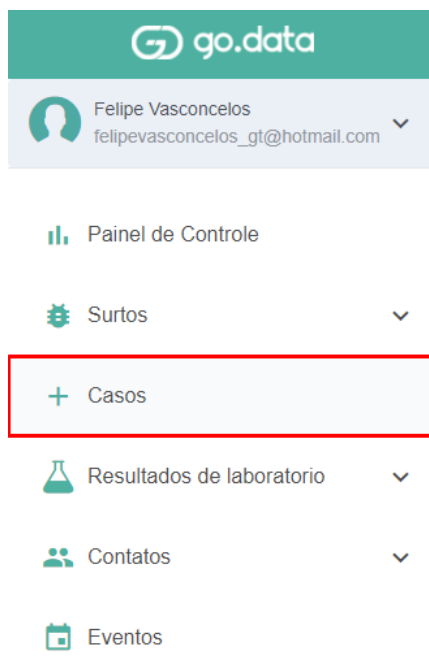 go.data
Felipe Vasconcelos
felipevasconcelos_gt@hotmail.com
Painel de Controle
Surtos
Casos
Resultados de laboratorio
Contatos
Eventos